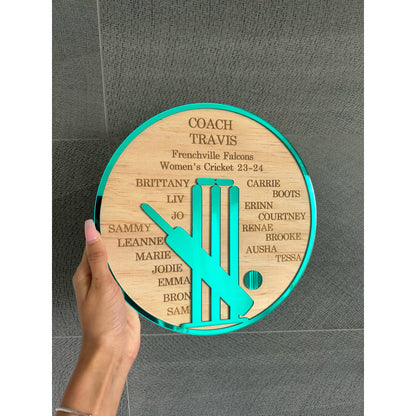 COACH
TRAVIS
Frenchville Falcons
Women's Cricket 23-24
BRITTANY
LIV
JO
SAMMY
LEANNE
MARIE
JODIE
EMMA
BRON
SAM
CARRIE
BOOTS
ERINN
COURTNEY
RENAE
BROOKE
AUSHA
TESSA